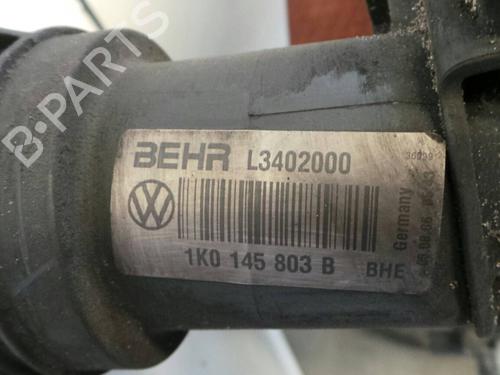 B·PARTS
BEHR L3402000
1K0 145 803 B
BHE
Germany